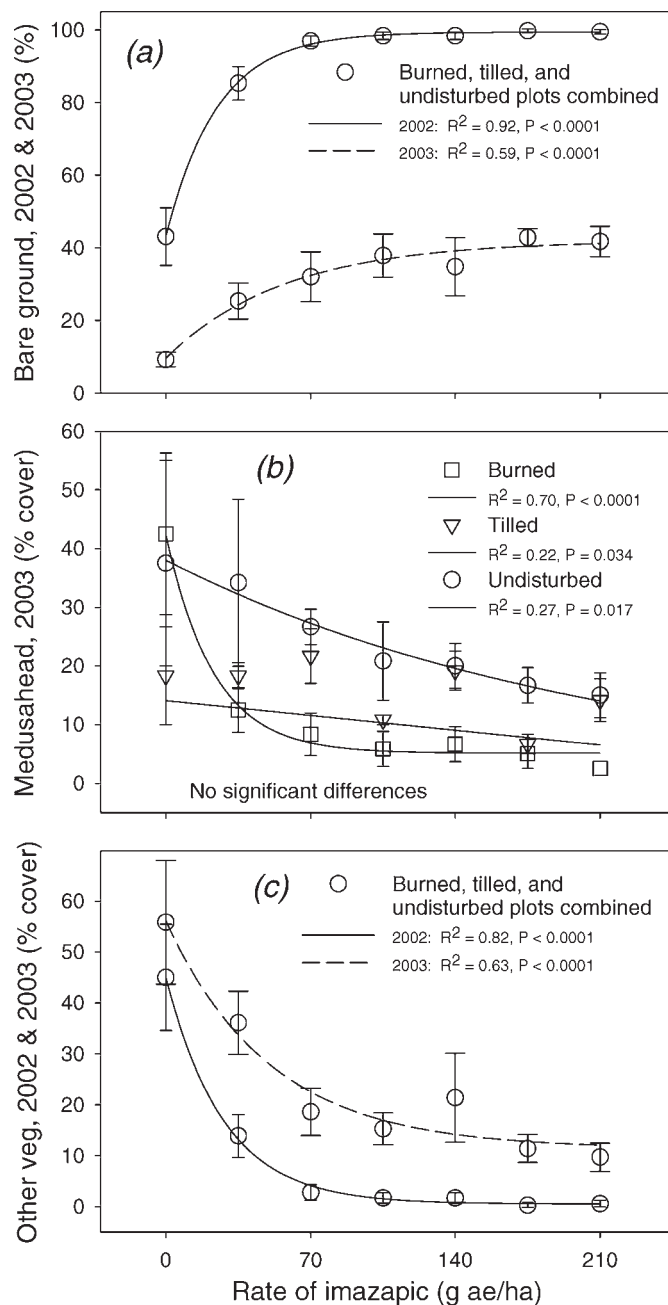 Bare ground, 2002 & 2003 (%)
100
80
60
40
20
0
(a)
Burned, tilled, and
undisturbed plots combined
2002: R² = 0.92, P < 0.0001
2003: R² = 0.59, P < 0.0001
Medusahead, 2003 (% cover)
60
50
40
30
20
10
0
(b)
Burned
R² = 0.70, P < 0.0001
Tilled
R² = 0.22, P = 0.034
Undisturbed
R² = 0.27, P = 0.017
No significant differences
Other veg, 2002 & 2003 (% cover)
60
50
40
30
20
10
0
(c)
Burned, tilled, and
undisturbed plots combined
2002: R² = 0.82, P < 0.0001
2003: R² = 0.63, P < 0.0001
0 70 140 210
Rate of imazapic (g ae/ha)